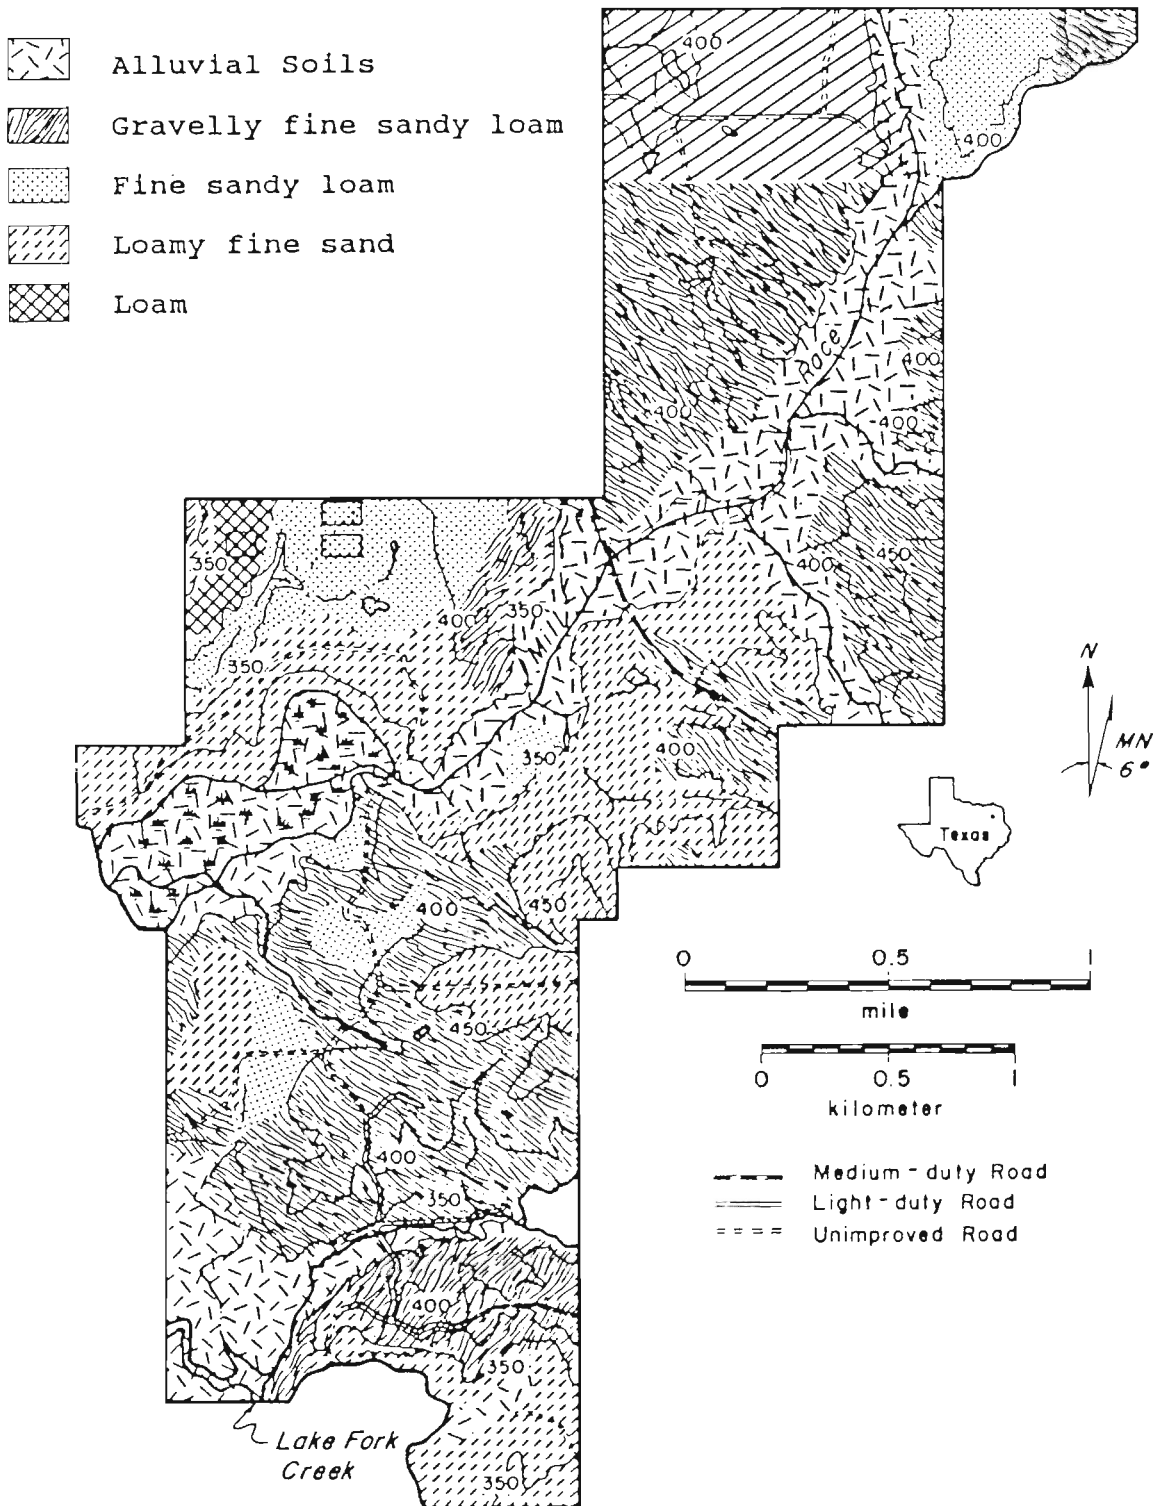 Alluvial Soils
Gravelly fine sandy loam
Fine sandy loam
Loamy fine sand
Loam
400
400
Race
400
400
400
350
450
400
350
400
350
350
400
N
MN
6°
Texas
450
400
0 0.5 1
mile
450
0 0.5 1
kilometer
400
Medium-duty Road
350
Light-duty Road
Unimproved Road
400
350
Lake Fork
Creek
350